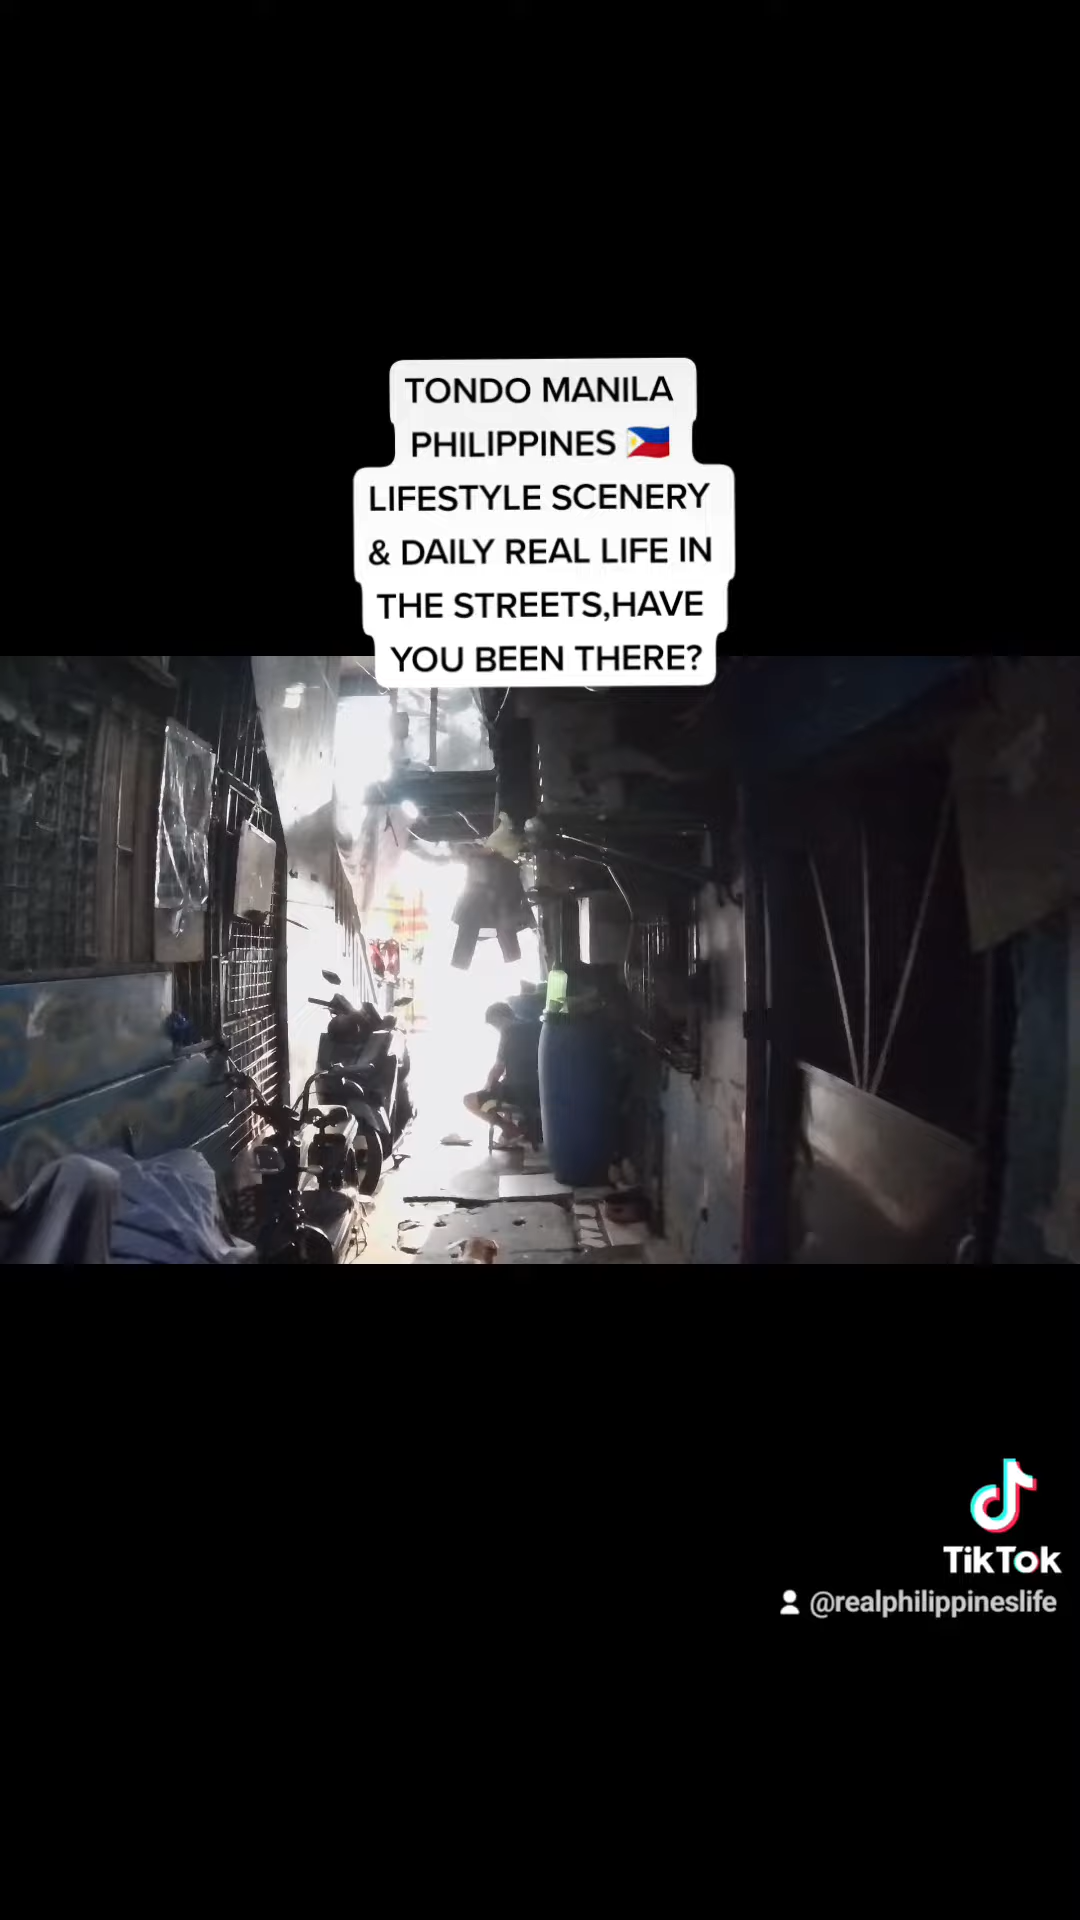 TONDO MANILA
PHILIPPINES 🇵🇭
LIFESTYLE SCENERY
& DAILY REAL LIFE IN
THE STREETS,HAVE
YOU BEEN THERE?
TikTok
@realphilippineslife